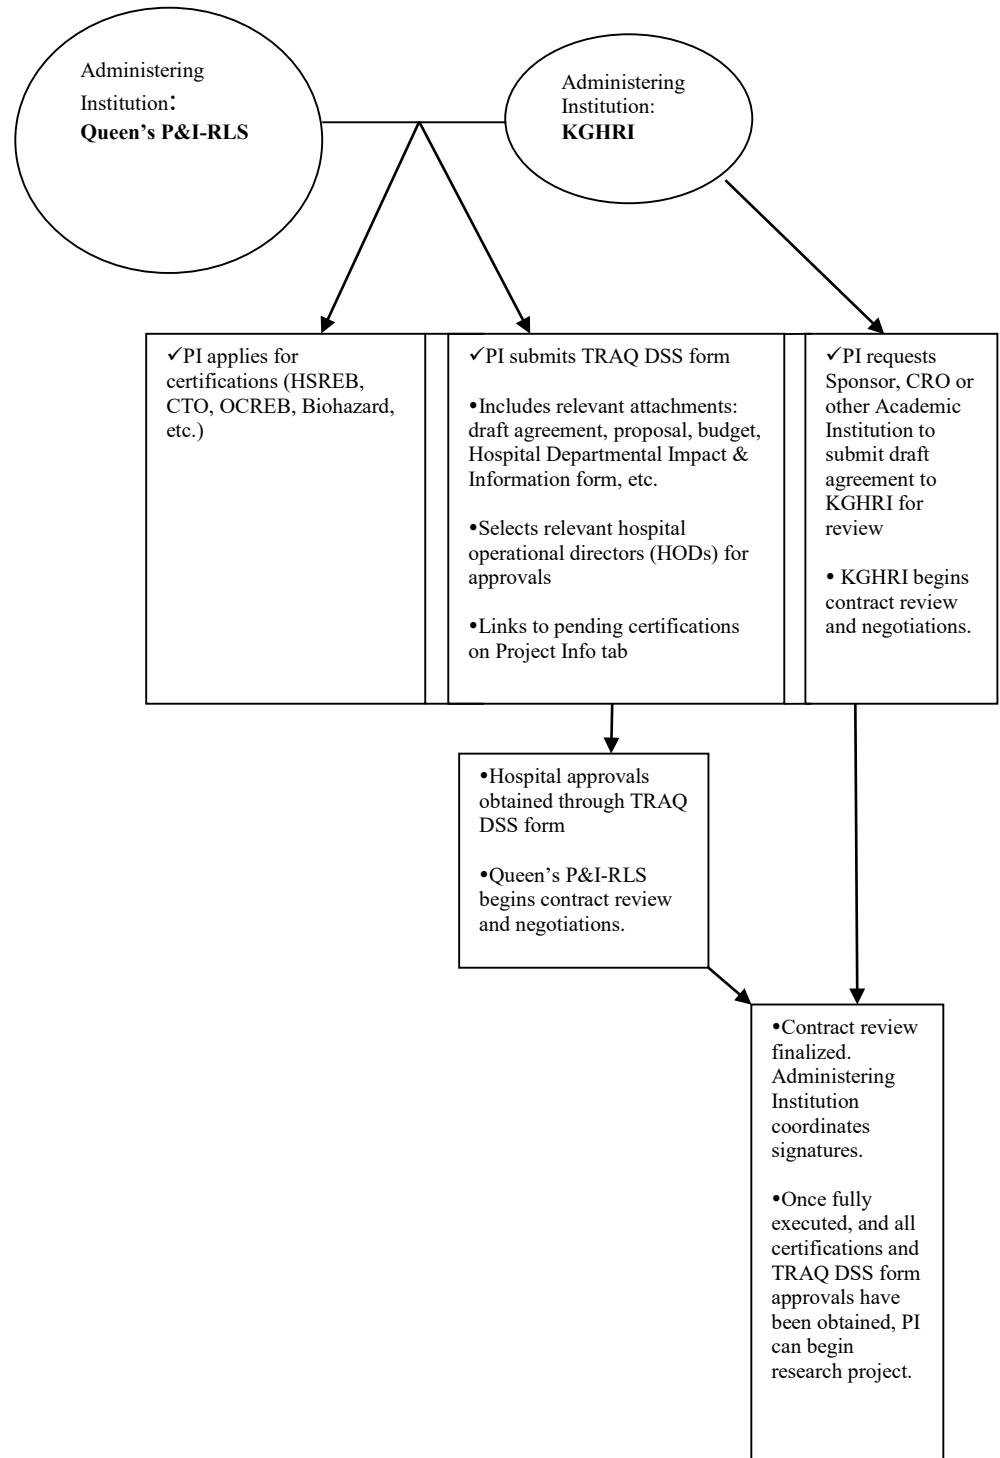 Administering
Institution:
Queen's P&I-RLS
Administering
Institution:
KGHRI
✓PI applies for
certifications (HSREB,
CTO, OCREB, Biohazard,
etc.)
✓PI submits TRAQ DSS form
•Includes relevant attachments:
draft agreement, proposal, budget,
Hospital Departmental Impact &
Information form, etc.
•Selects relevant hospital
operational directors (HODs) for
approvals
•Links to pending certifications
on Project Info tab
✓PI requests
Sponsor, CRO or
other Academic
Institution to
submit draft
agreement to
KGHRI for
review
• KGHRI begins
contract review
and negotiations.
•Hospital approvals
obtained through TRAQ
DSS form
•Queen's P&I-RLS
begins contract review
and negotiations.
•Contract review
finalized.
Administering
Institution
coordinates
signatures.
•Once fully
executed, and all
certifications and
TRAQ DSS form
approvals have
been obtained, PI
can begin
research project.